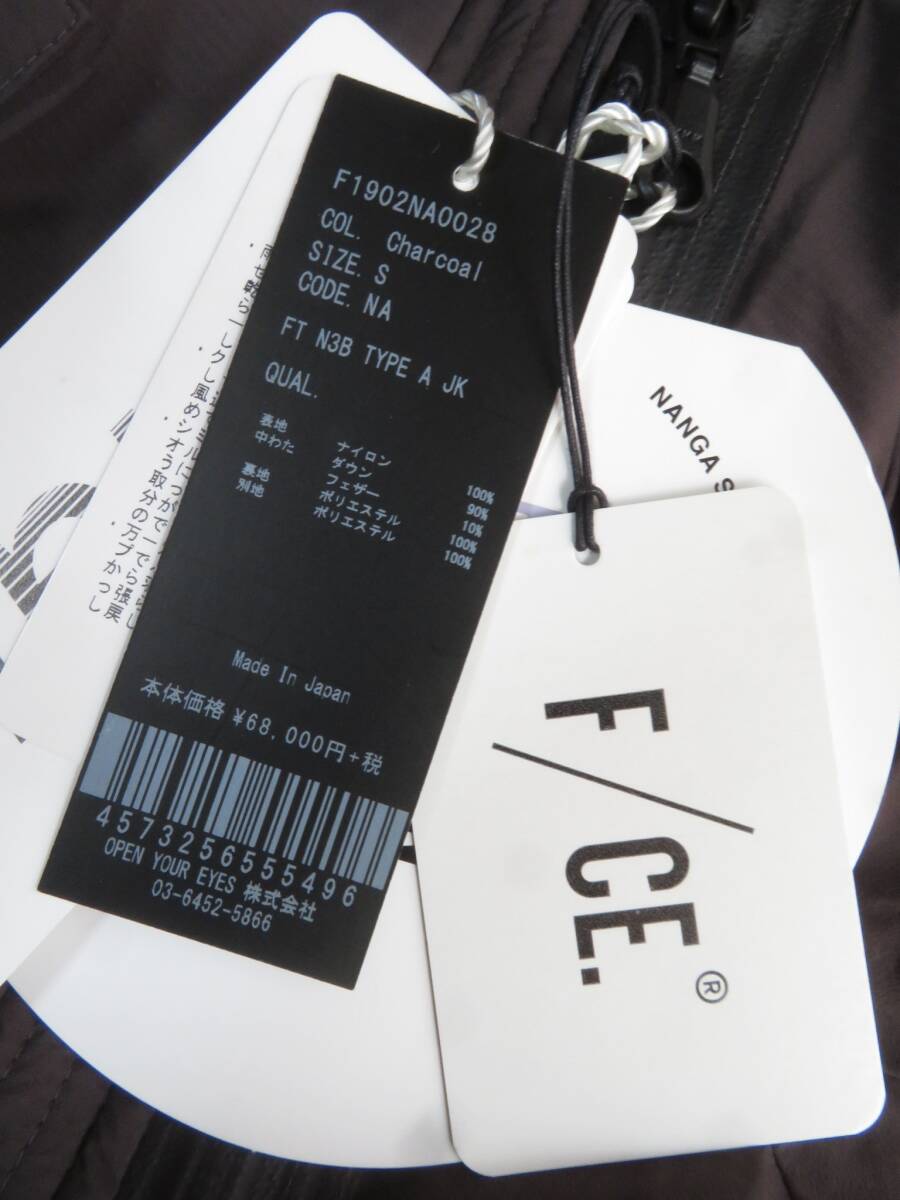 F1902NA0028
COL. Charcoal
SIZE. S
CODE. NA
FT N3B TYPE A JK
QUAL.
表地 ナイロン 100%
中わた ダウン 90%
フェザー 10%
裏地 ポリエステル 100%
別地 ポリエステル 100%
Made In Japan
本体価格 ¥68,000円+税
4573256555496
OPEN YOUR EYES 株式会社
03-6452-5866
F/CE.®
NANGA